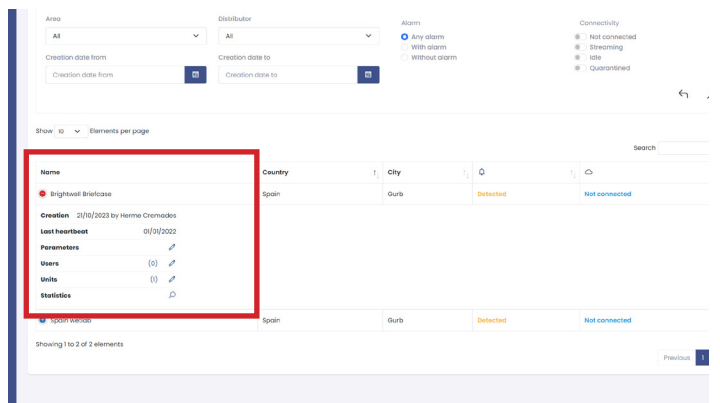 Area
Distributor
Alarm
Connectivity
All
All
Any alarm
With alarm
Without alarm
Not connected
Streaming
Idle
Quarantined
Creation date from
Creation date to
Creation date from
Creation date to
Show 10 Elements per page
Search
Name Country City
Brightwell Briefcase Spain Gurb Detected Not connected
Creation 21/10/2023 by Herme Cremados
Last heartbeat 01/01/2022
Parameters
Users (0)
Units (1)
Statistics
Spain Wetlab Spain Gurb Detected Not connected
Showing 1 to 2 of 2 elements
Previous 1